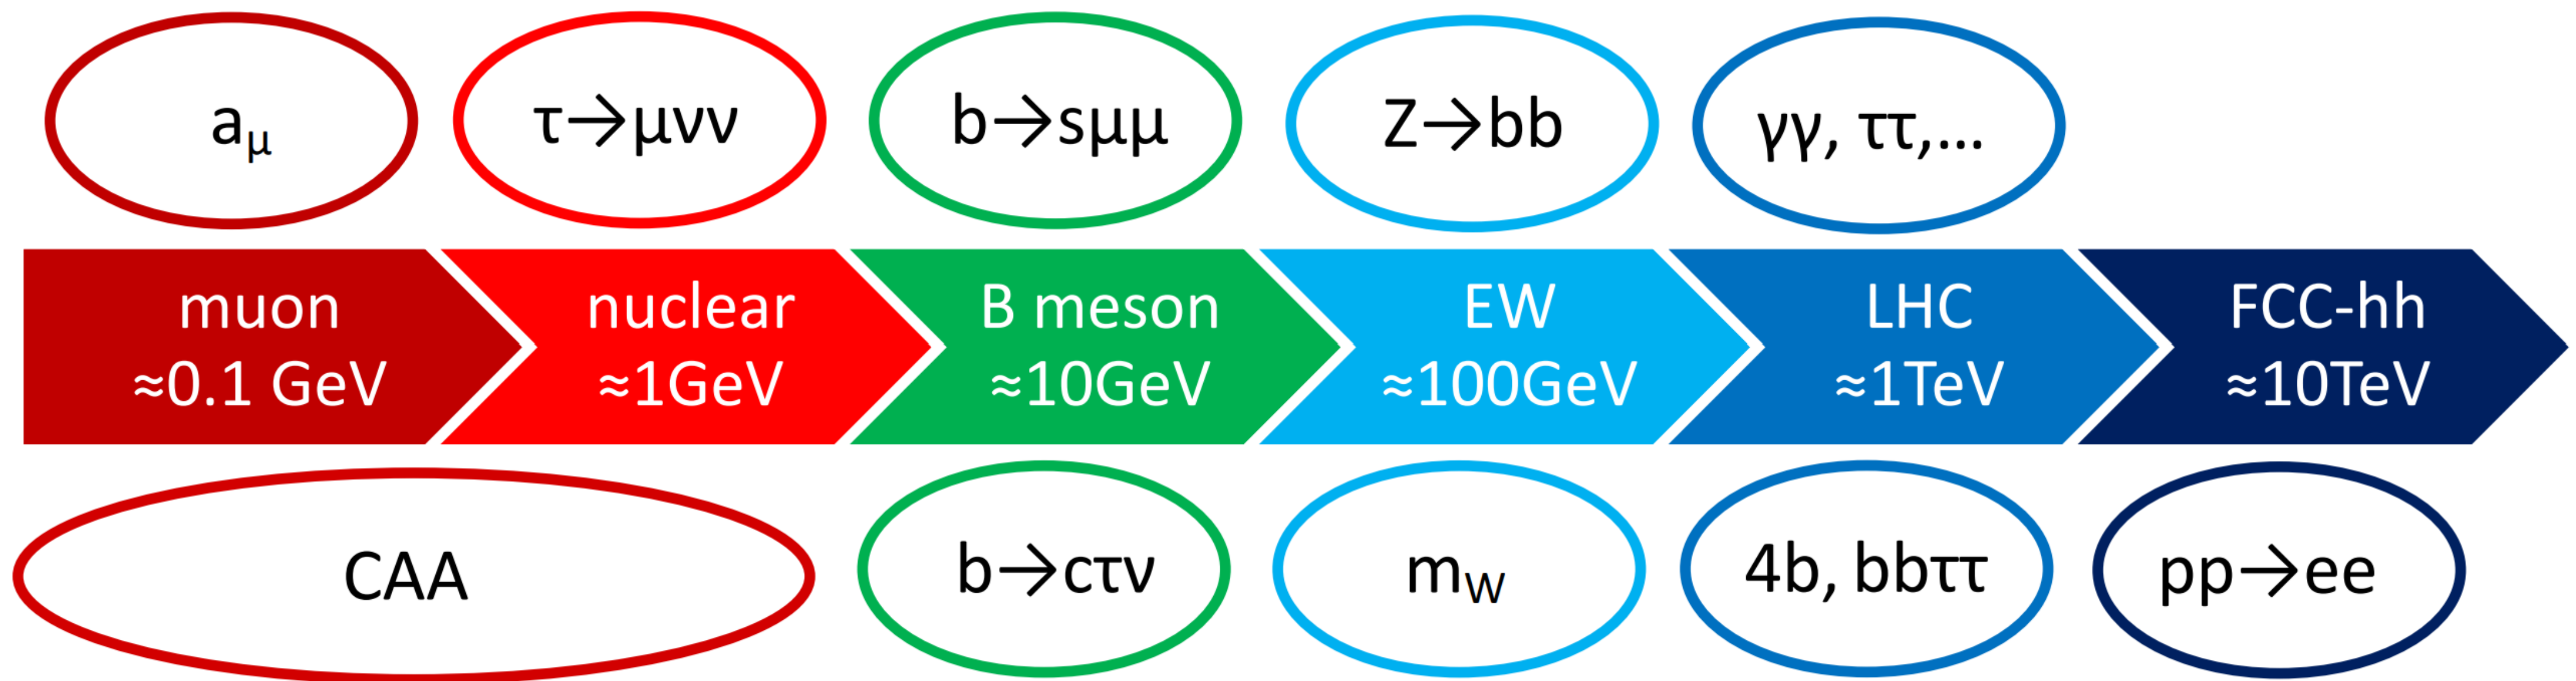 aμ
τ→μνν
b→sμμ
Z→bb
γγ, ττ,...
muon
≈0.1 GeV
nuclear
≈1GeV
B meson
≈10GeV
EW
≈100GeV
LHC
≈1TeV
FCC-hh
≈10TeV
CAA
b→cτν
mW
4b, bbττ
pp→ee